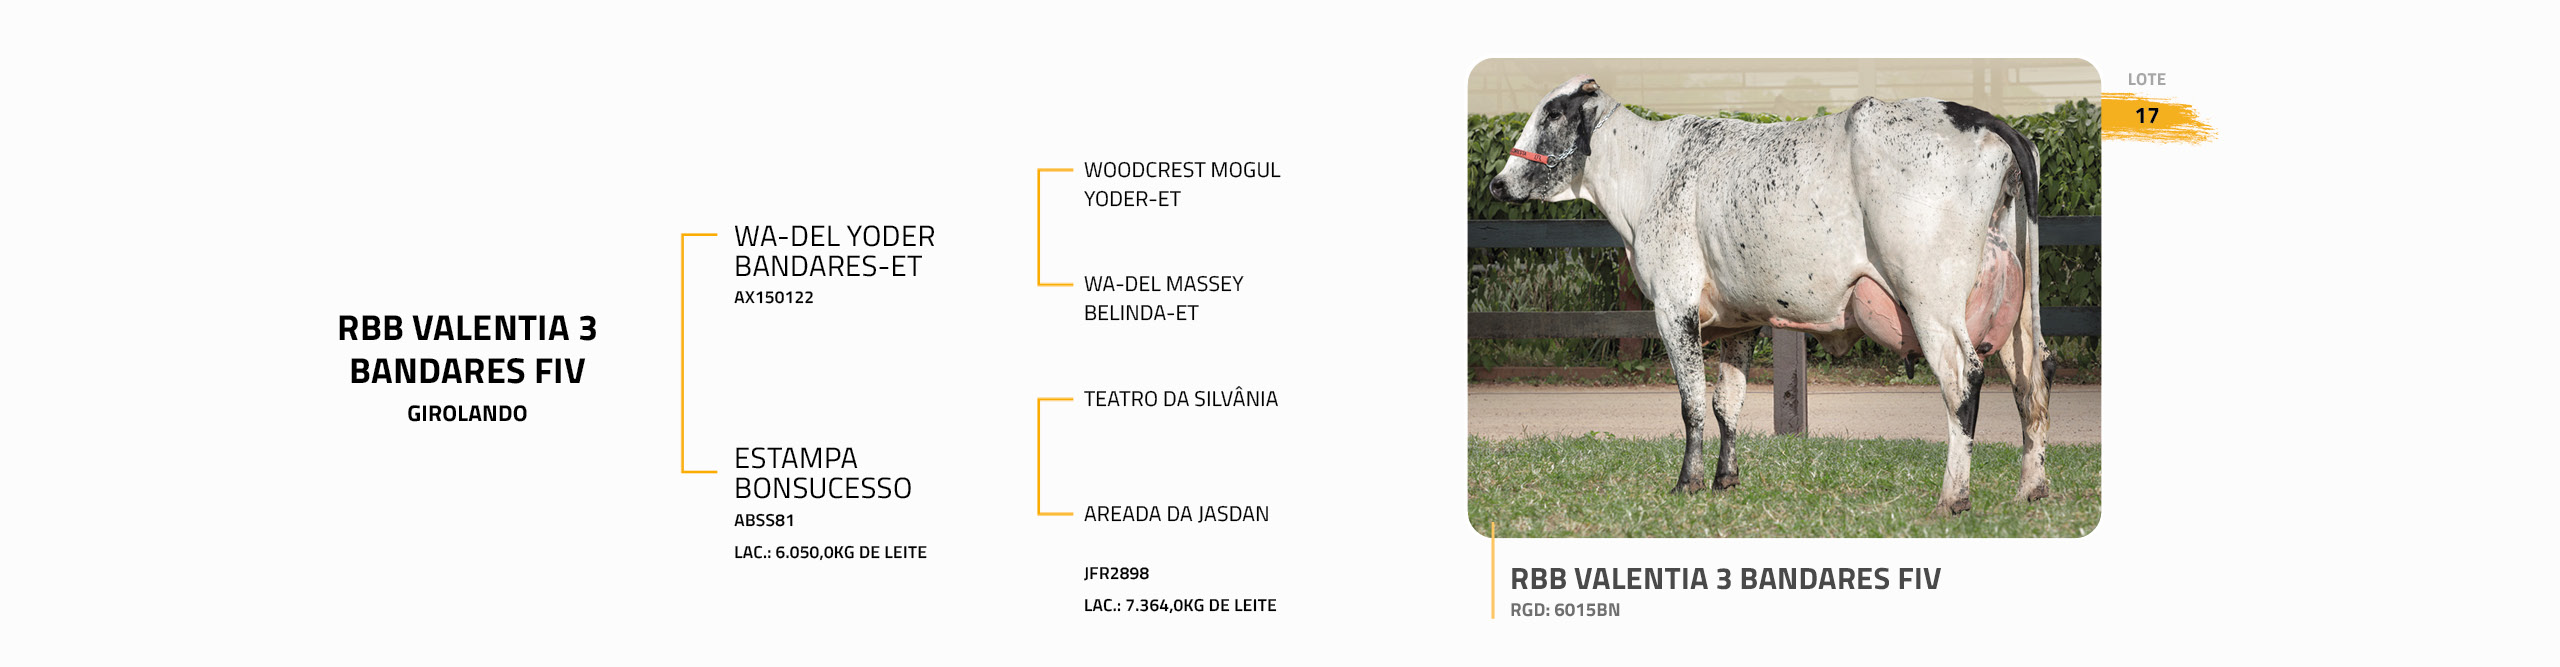 RBB VALENTIA 3
BANDARES FIV
GIROLANDO
WA-DEL YODER
BANDARES-ET
AX150122
ESTAMPA
BONSUCESSO
ABSS81
LAC.: 6.050,0KG DE LEITE
WOODCREST MOGUL
YODER-ET
WA-DEL MASSEY
BELINDA-ET
TEATRO DA SILVÂNIA
AREADA DA JASDAN
JFR2898
LAC.: 7.364,0KG DE LEITE
LOTE
17
RBB VALENTIA 3 BANDARES FIV
RGD: 6015BN